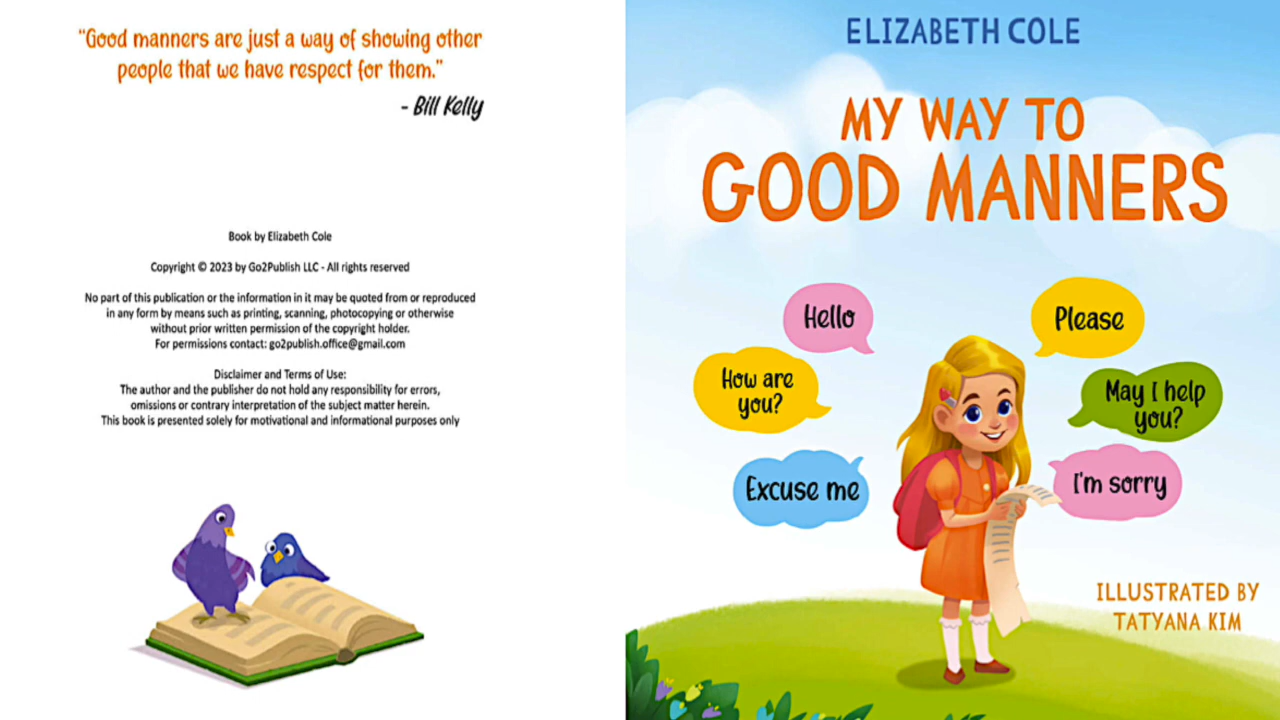 "Good manners are just a way of showing other
people that we have respect for them."
- Bill Kelly
Book by Elizabeth Cole
Copyright © 2023 by Go2Publish LLC - All rights reserved
No part of this publication or the information in it may be quoted from or reproduced
in any form by means such as printing, scanning, photocopying or otherwise
without prior written permission of the copyright holder.
For permissions contact: go2publish.office@gmail.com
Disclaimer and Terms of Use:
The author and the publisher do not hold any responsibility for errors,
omissions or contrary interpretation of the subject matter herein.
This book is presented solely for motivational and informational purposes only
ELIZABETH COLE
MY WAY TO
GOOD MANNERS
Hello
Please
How are
you?
May I help
you?
Excuse me
I'm sorry
ILLUSTRATED BY
TATYANA KIM